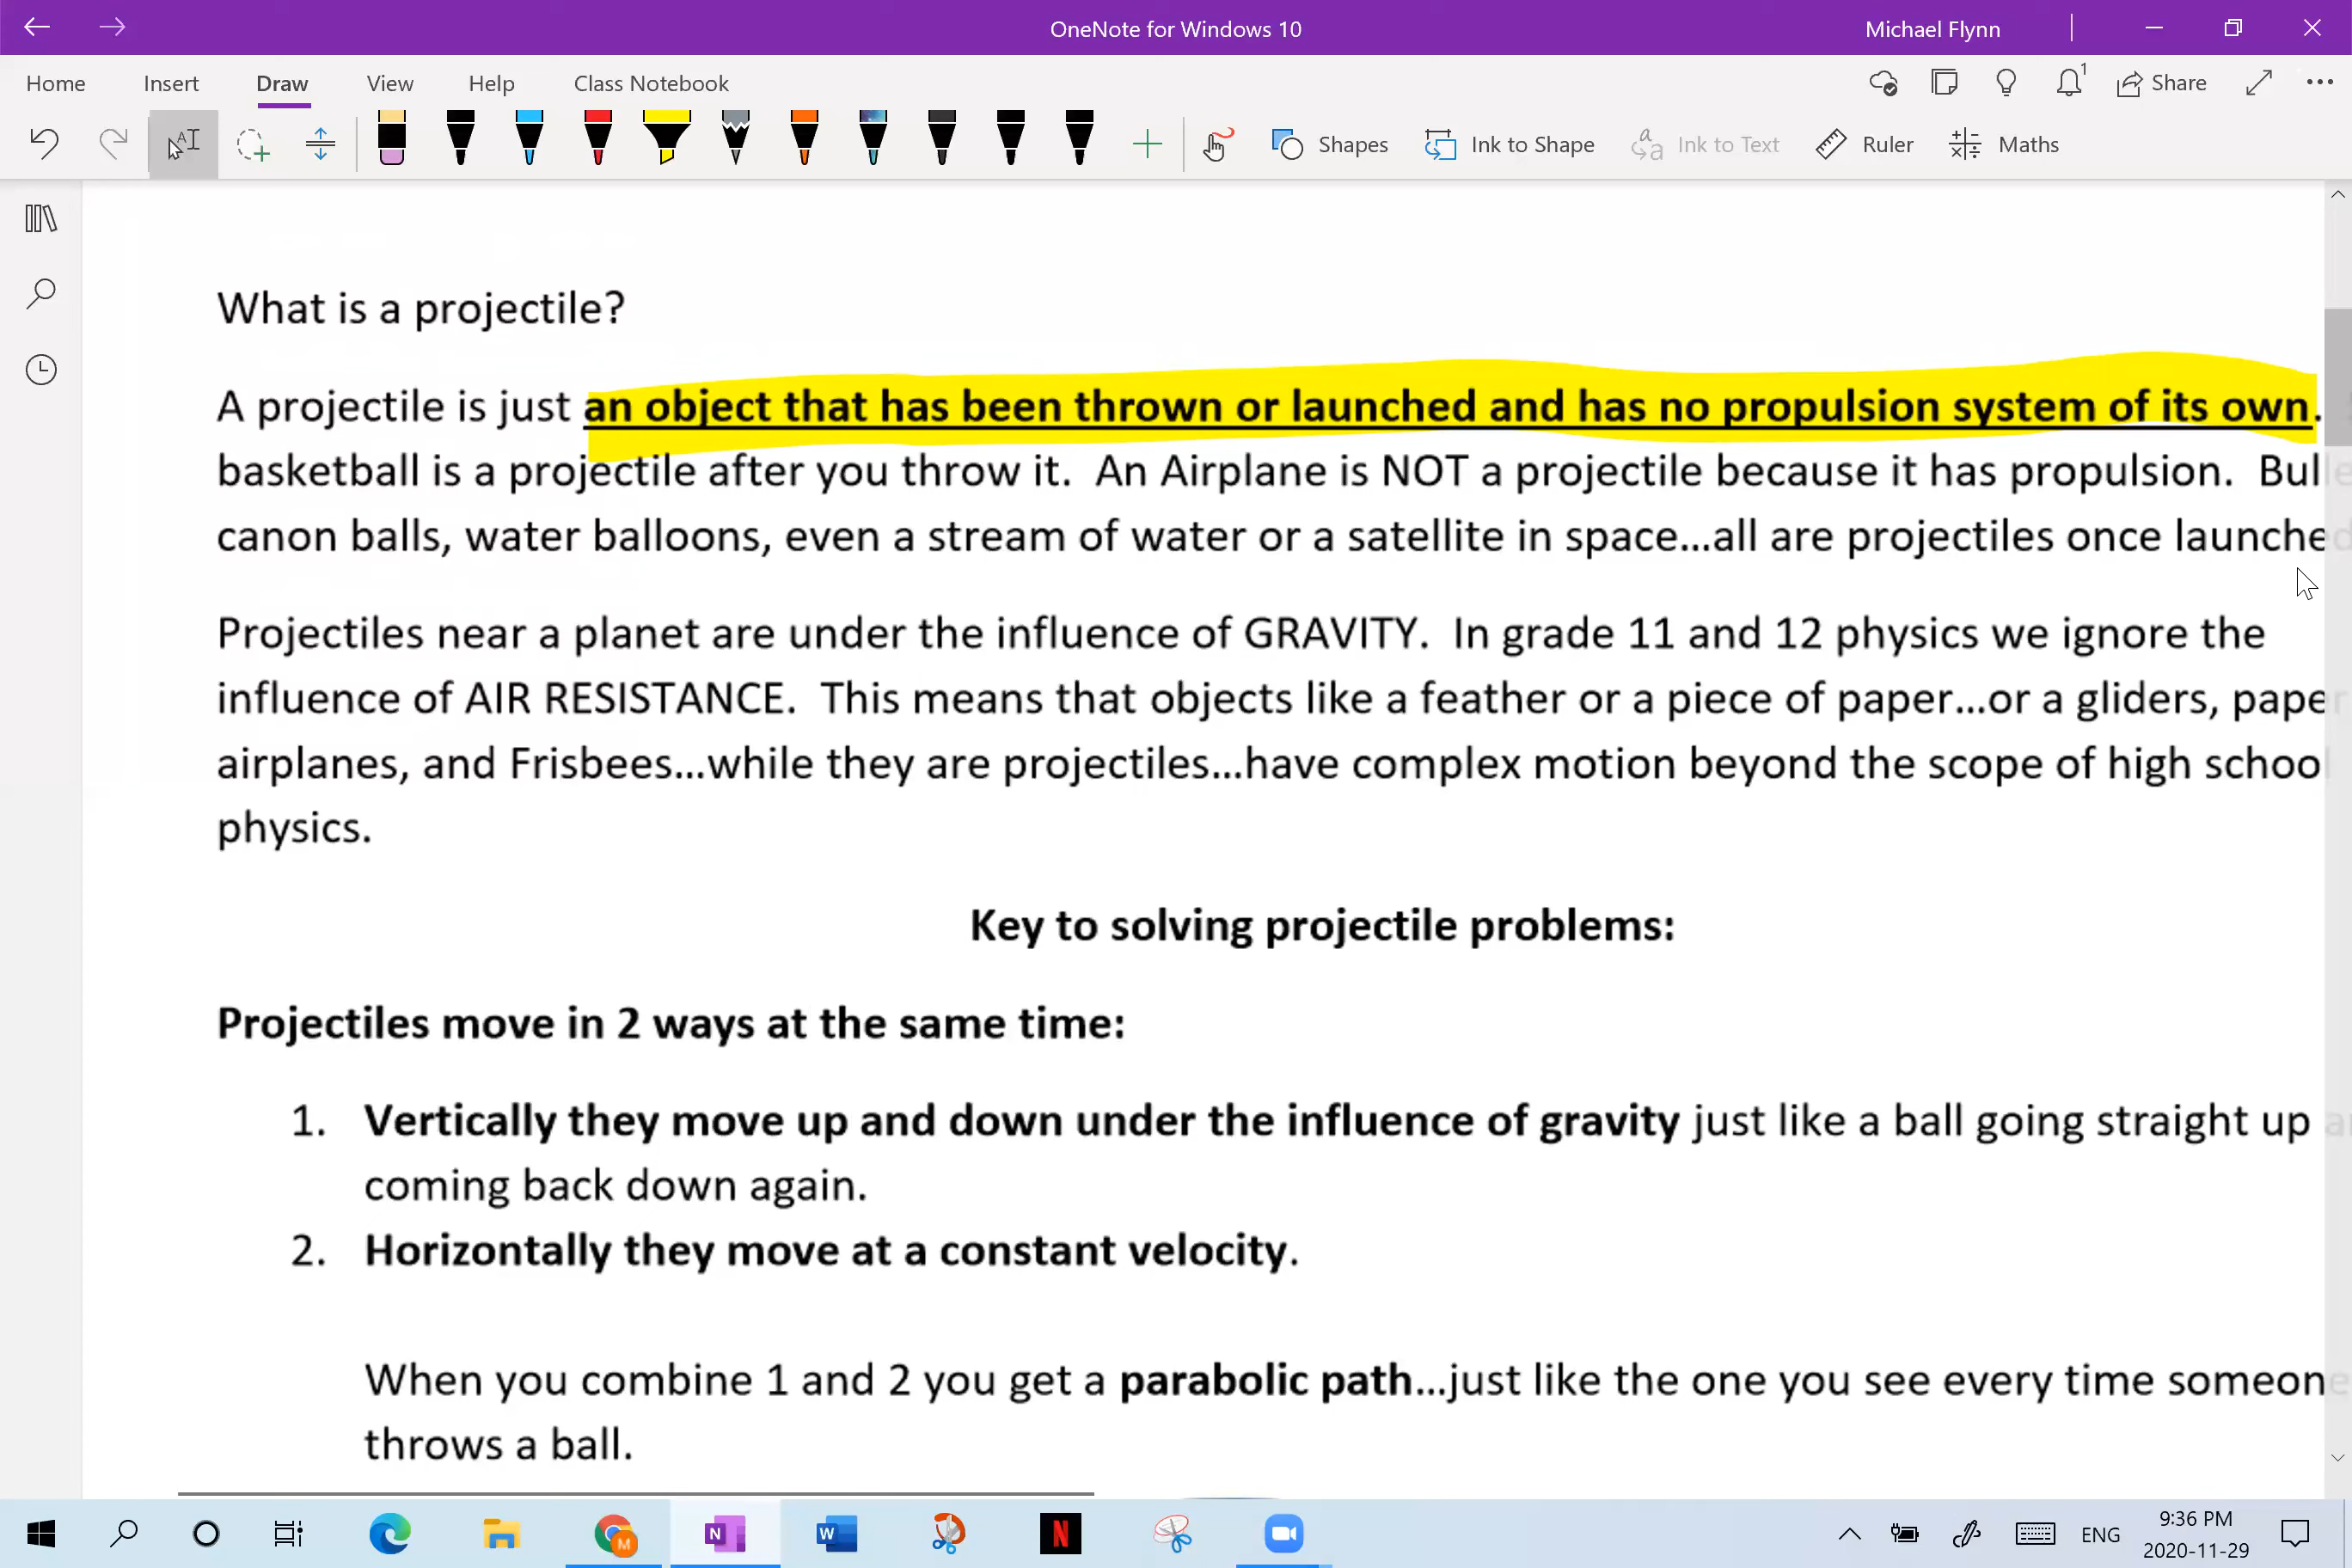 OneNote for Windows 10
Michael Flynn
Home Insert Draw View Help Class Notebook
1
Share
Shapes Ink to Shape Ink to Text Ruler Maths
What is a projectile?
A projectile is just an object that has been thrown or launched and has no propulsion system of its own.
basketball is a projectile after you throw it. An Airplane is NOT a projectile because it has propulsion. Bulle
canon balls, water balloons, even a stream of water or a satellite in space...all are projectiles once launched
Projectiles near a planet are under the influence of GRAVITY. In grade 11 and 12 physics we ignore the
influence of AIR RESISTANCE. This means that objects like a feather or a piece of paper...or a gliders, paper
airplanes, and Frisbees...while they are projectiles...have complex motion beyond the scope of high school
physics.
Key to solving projectile problems:
Projectiles move in 2 ways at the same time:
1. Vertically they move up and down under the influence of gravity just like a ball going straight up
coming back down again.
2. Horizontally they move at a constant velocity.
When you combine 1 and 2 you get a parabolic path...just like the one you see every time someone
throws a ball.
ENG
9:36 PM
2020-11-29